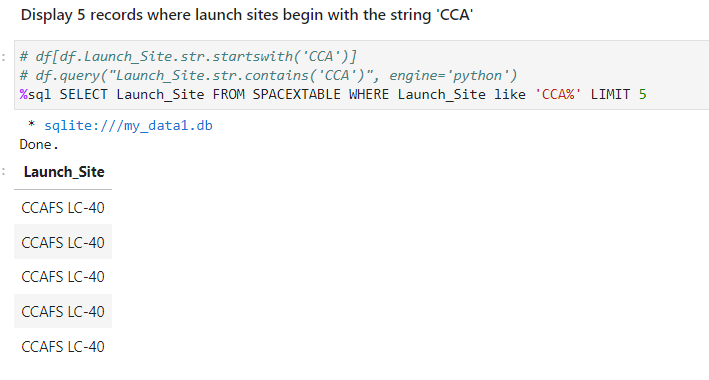 Display 5 records where launch sites begin with the string 'CCA'
: # df[df.Launch_Site.str.startswith('CCA')]
# df.query("Launch_Site.str.contains('CCA')", engine='python')
%sql SELECT Launch_Site FROM SPACEXTABLE WHERE Launch_Site like 'CCA%' LIMIT 5
* sqlite:///my_data1.db
Done.
: Launch_Site
CCAFS LC-40
CCAFS LC-40
CCAFS LC-40
CCAFS LC-40
CCAFS LC-40